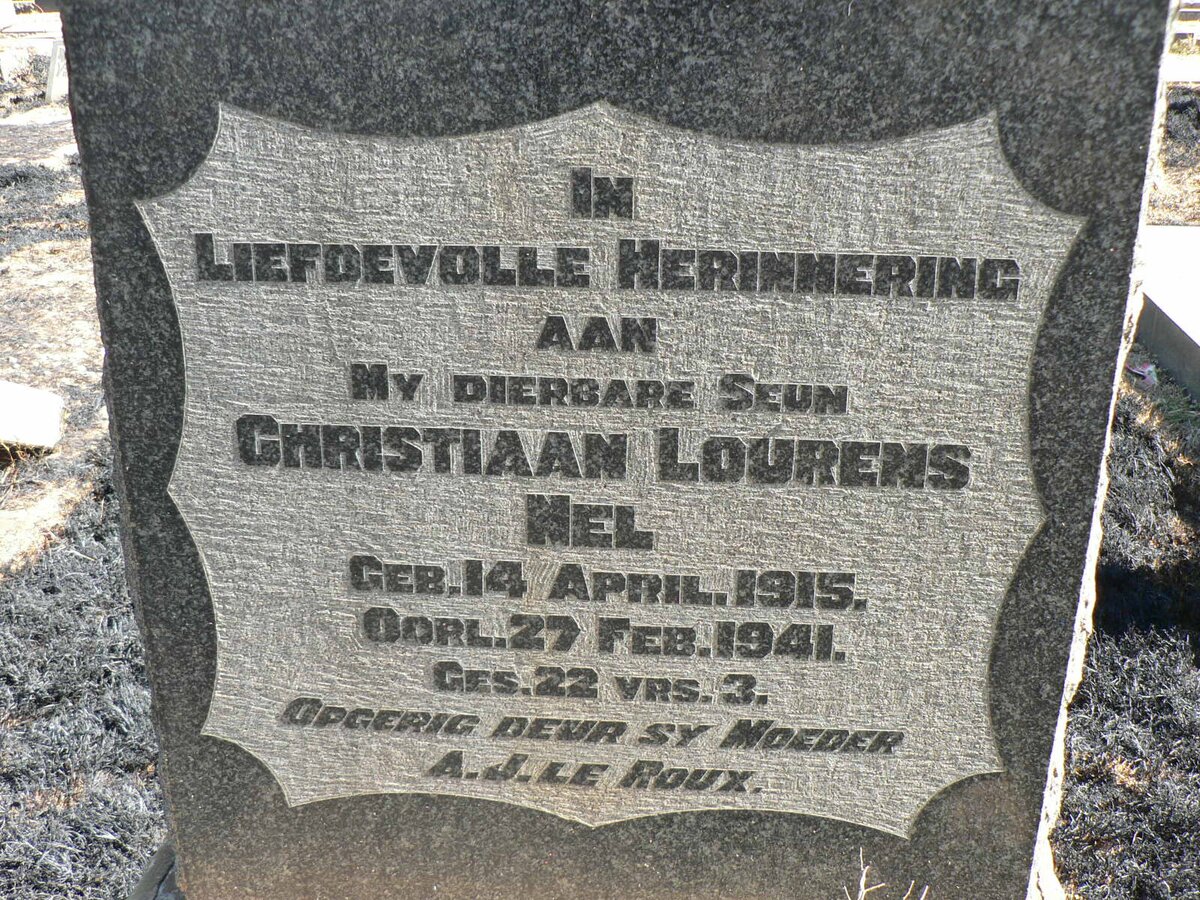 IN
LIEFDEVOLLE HERINNERING
AAN
MY DIERBARE SEUN
CHRISTIAAN LOURENS
NEL
GEB. 14 APRIL. 1915.
OORL. 27 FEB. 1941.
GES. 22 VRS. 3.
OPGERIG DEUR SY MOEDER
A. J. LE ROUX.